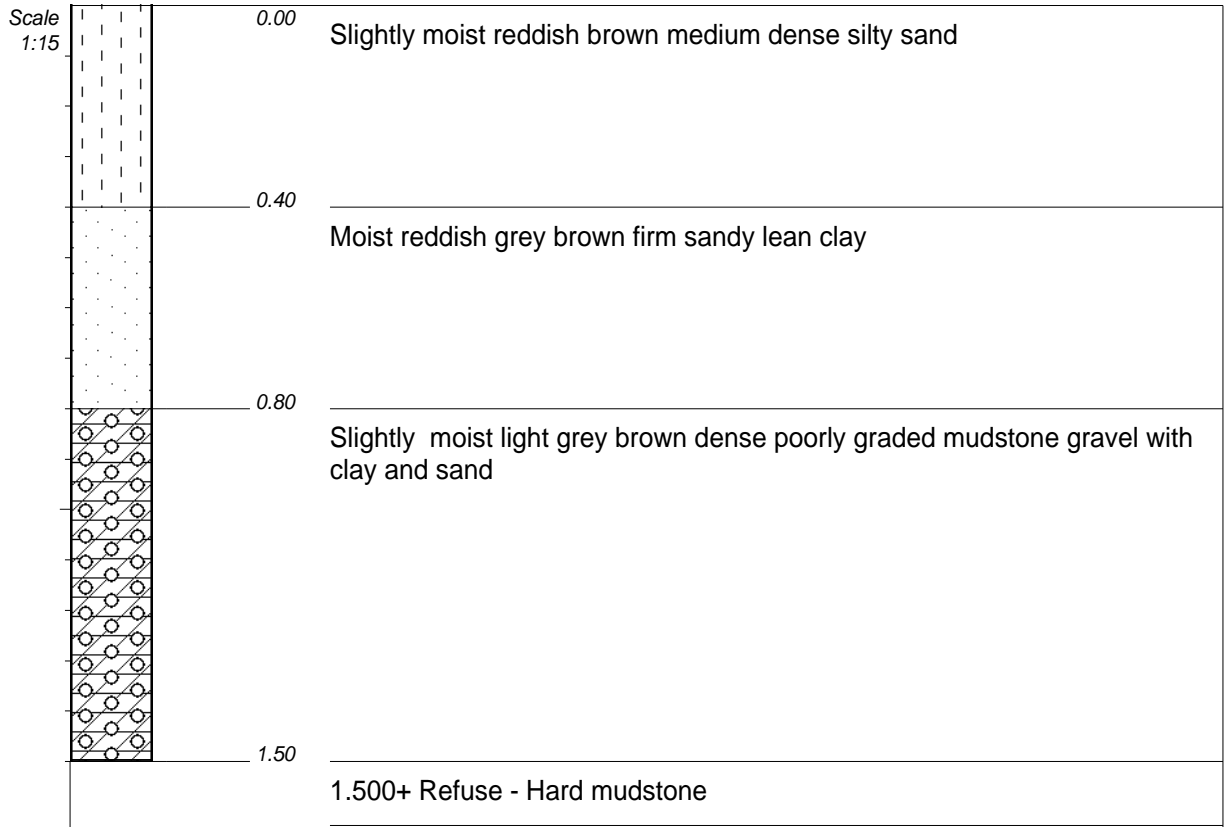 Scale
1:15
0.00
Slightly moist reddish brown medium dense silty sand
0.40
Moist reddish grey brown firm sandy lean clay
0.80
Slightly  moist light grey brown dense poorly graded mudstone gravel with
clay and sand
1.50
1.500+ Refuse - Hard mudstone